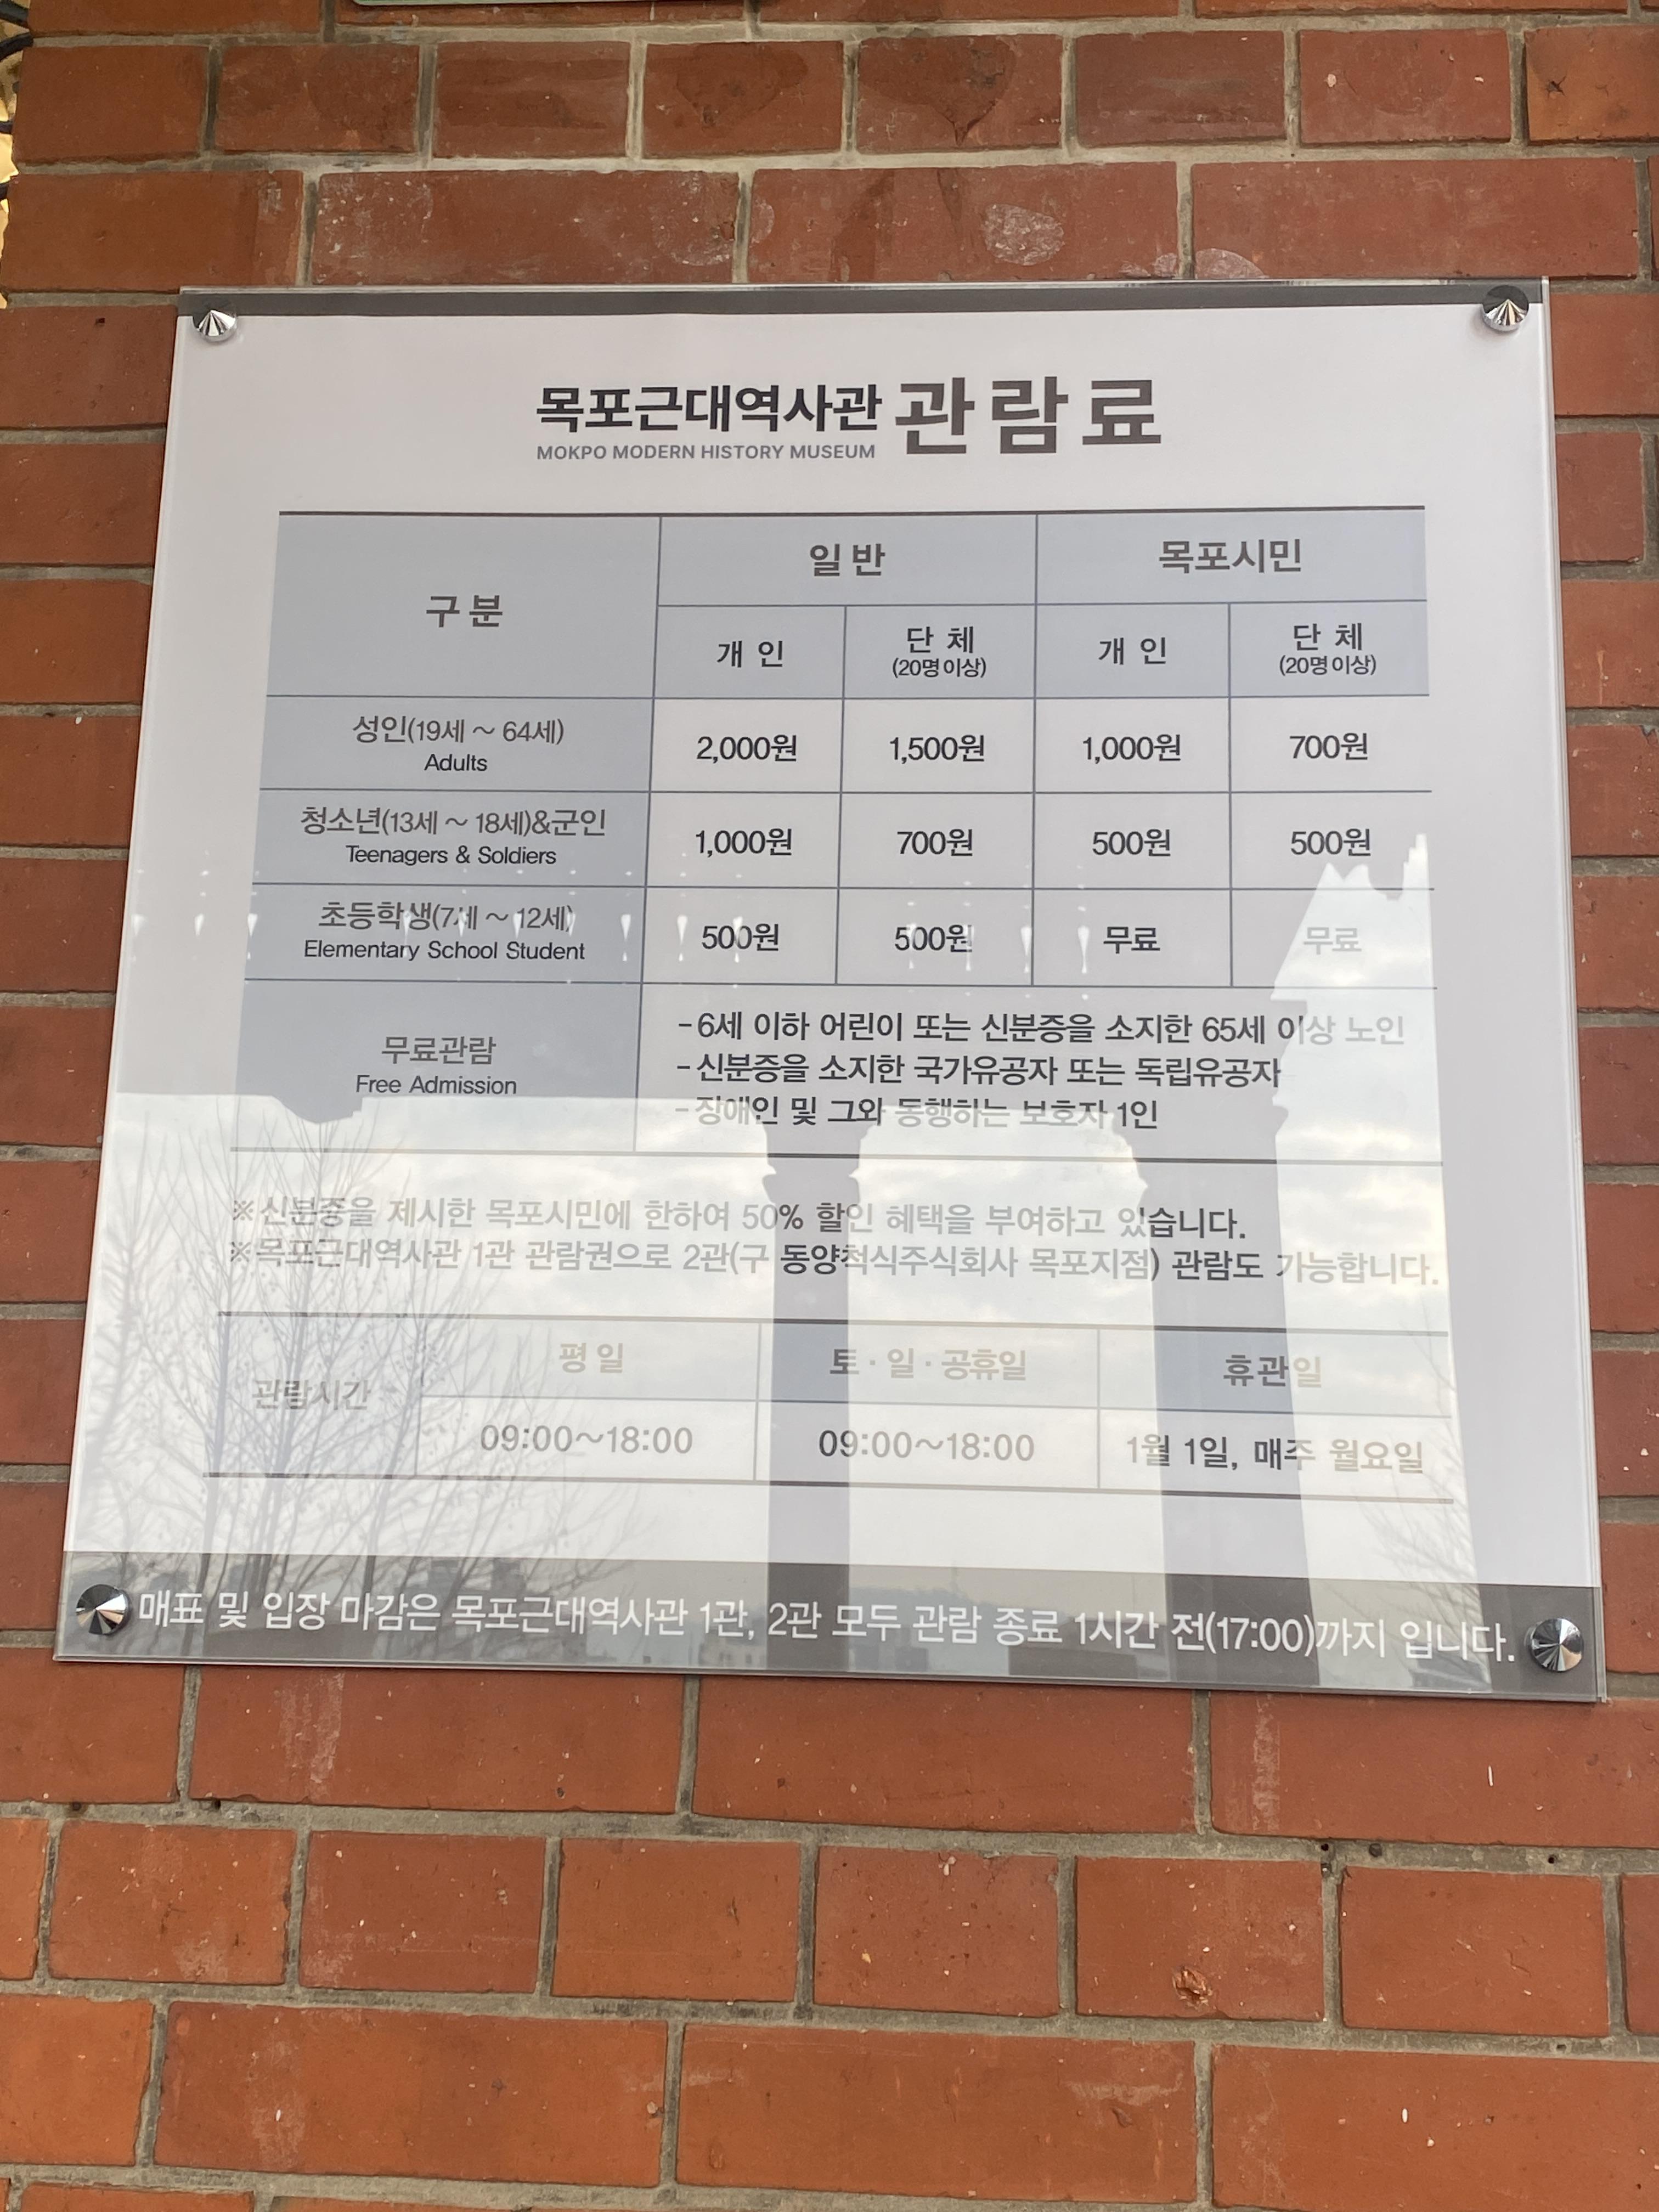 목포근대역사관 관람료
MOKPO MODERN HISTORY MUSEUM
구분 일반 목포시민
개인 단체 개인 단체
(20명 이상) (20명 이상)
성인(19세 ~ 64세) 2,000원 1,500원 1,000원 700원
Adults
청소년(13세 ~ 18세)&군인 1,000원 700원 500원 500원
Teenagers & Soldiers
초등학생(7세 ~ 12세) 500원 500원 무료 무료
Elementary School Student
무료관람
Free Admission
- 6세 이하 어린이 또는 신분증을 소지한 65세 이상 노인
- 신분증을 소지한 국가유공자 또는 독립유공자
- 장애인 및 그와 동행하는 보호자 1인
※ 신분증을 제시한 목포시민에 한하여 50% 할인 혜택을 부여하고 있습니다.
※ 목포근대역사관 1관 관람권으로 2관(구 동양척식주식회사 목포지점) 관람도 가능합니다.
관람시간 평일 토·일·공휴일 휴관일
09:00~18:00 09:00~18:00 1월 1일, 매주 월요일
매표 및 입장 마감은 목포근대역사관 1관, 2관 모두 관람 종료 1시간 전(17:00)까지 입니다.